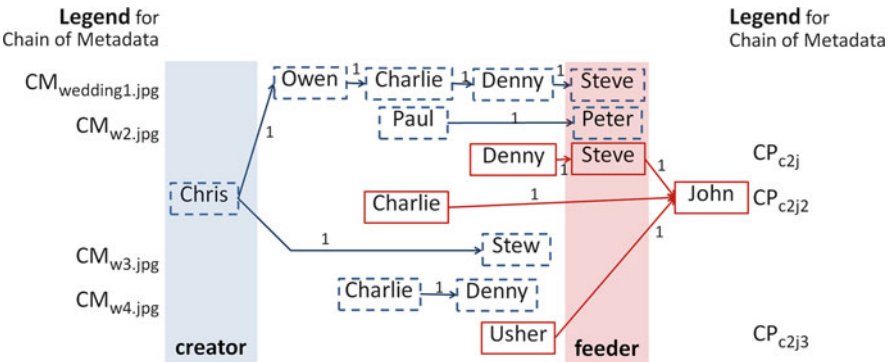 Legend for
Chain of Metadata
Legend for
Chain of Metadata
CMwedding1.jpg
Owen
1
Charlie
1
Denny
1
Steve
CMw2.jpg
Paul
1
Peter
1
Denny
1
Steve
1
CPc2j
Chris
Charlie
1
John
CPc2j2
1
1
Stew
CMw3.jpg
CMw4.jpg
Charlie
1
Denny
Usher
CPc2j3
creator
feeder